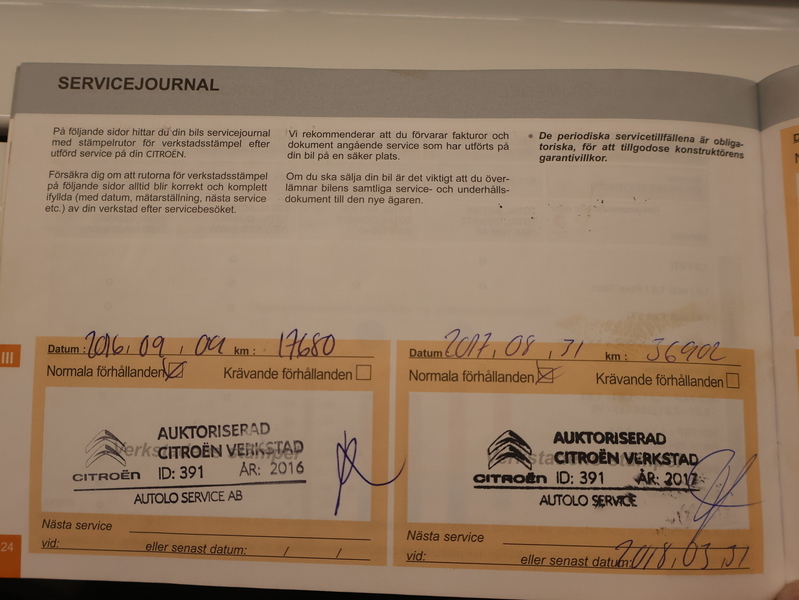 SERVICEJOURNAL
På följande sidor hittar du din bils servicejournal
med stämpelrutor för verkstadsstämpel efter
utförd service på din CITROËN.
Försäkra dig om att rutorna för verkstadsstämpel
på följande sidor alltid blir korrekt och komplett
ifyllda (med datum, mätarställning, nästa service
etc.) av din verkstad efter servicebesöket.
Vi rekommenderar att du förvarar fakturor och
dokument angående service som har utförts på
din bil på en säker plats.
Om du ska sälja din bil är det viktigt att du över-
lämnar bilens samtliga service- och underhålls-
dokument till den nye ägaren.
• De periodiska servicetillfällena är obliga-
toriska, för att tillgodose konstruktörens
garantivillkor.
III
Datum : 2016, 09 , 09 km : 17680
Normala förhållanden Krävande förhållanden
Verkstadens stämpel
AUKTORISERAD
CITROËN VERKSTAD
CITROËN ID: 391 ÅR: 2016
AUTOLO SERVICE AB
Nästa service
vid: eller senast datum: / /
Datum 2017, 08 , 31 km : 36902
Normala förhållanden Krävande förhållanden
AUKTORISERAD
CITROËN VERKSTAD
CITROËN ID: 391 ÅR: 2017
AUTOLO SERVICE
Nästa service
vid: eller senast datum: 2018, 03, 31
24